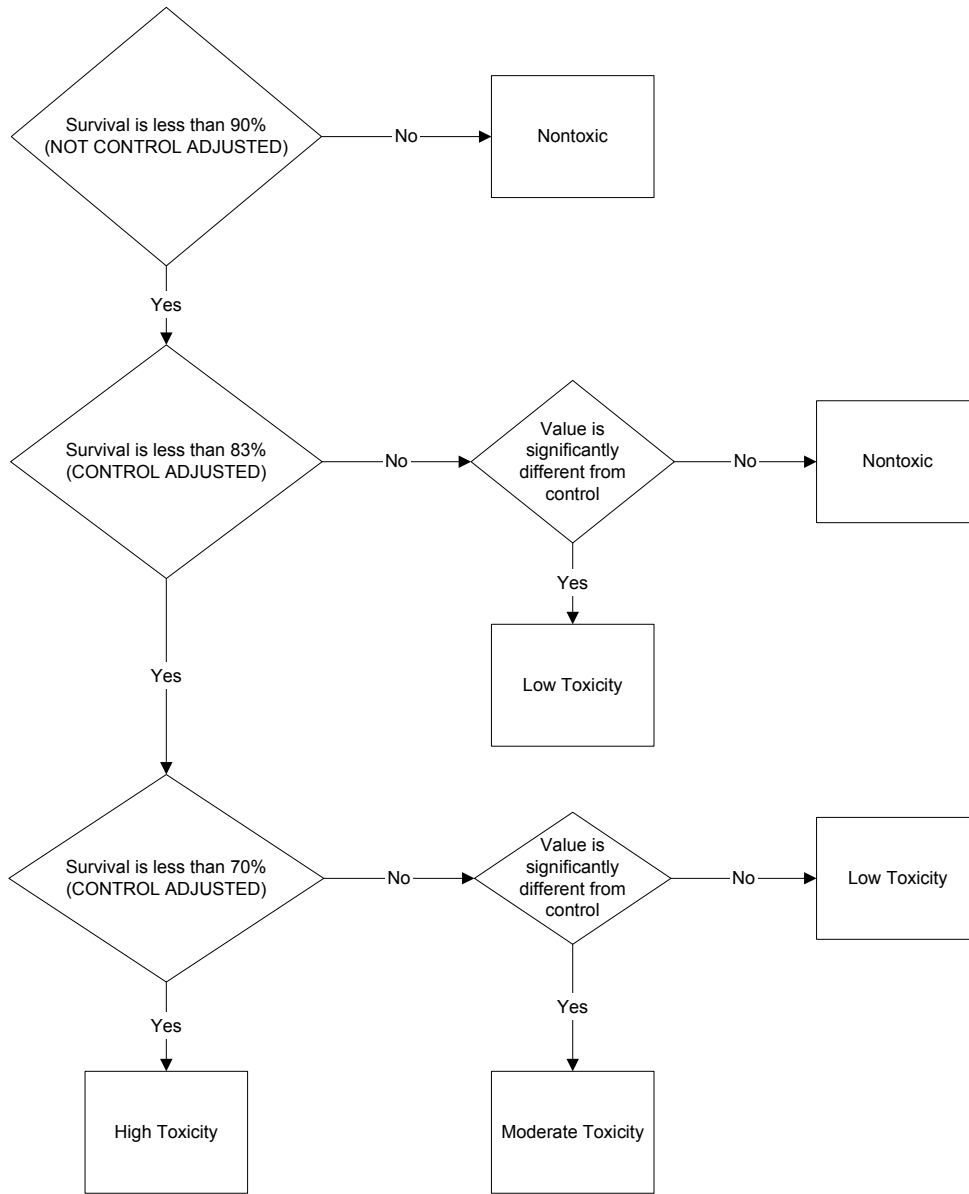 Survival is less than 90%
(NOT CONTROL ADJUSTED)
No
Nontoxic
Yes
Survival is less than 83%
(CONTROL ADJUSTED)
No
Value is
significantly
different from
control
No
Nontoxic
Yes
Low Toxicity
Yes
Survival is less than 70%
(CONTROL ADJUSTED)
No
Value is
significantly
different from
control
No
Low Toxicity
Yes
Yes
High Toxicity
Moderate Toxicity